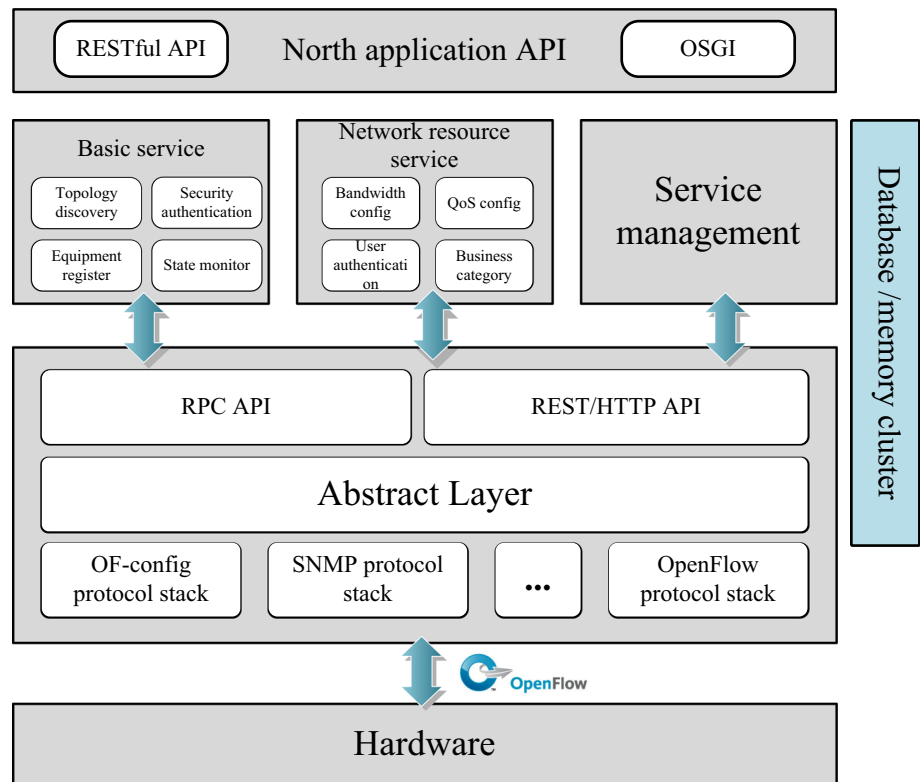 RESTful API
North application API
OSGI
Basic service
Topology
discovery
Security
authentication
Equipment
register
State monitor
Network resource
service
Bandwidth
config
QoS config
User
authenticati
on
Business
category
Service
management
Database /memory cluster
RPC API
REST/HTTP API
Abstract Layer
OF-config
protocol stack
SNMP protocol
stack
...
OpenFlow
protocol stack
TM
OpenFlow
Hardware